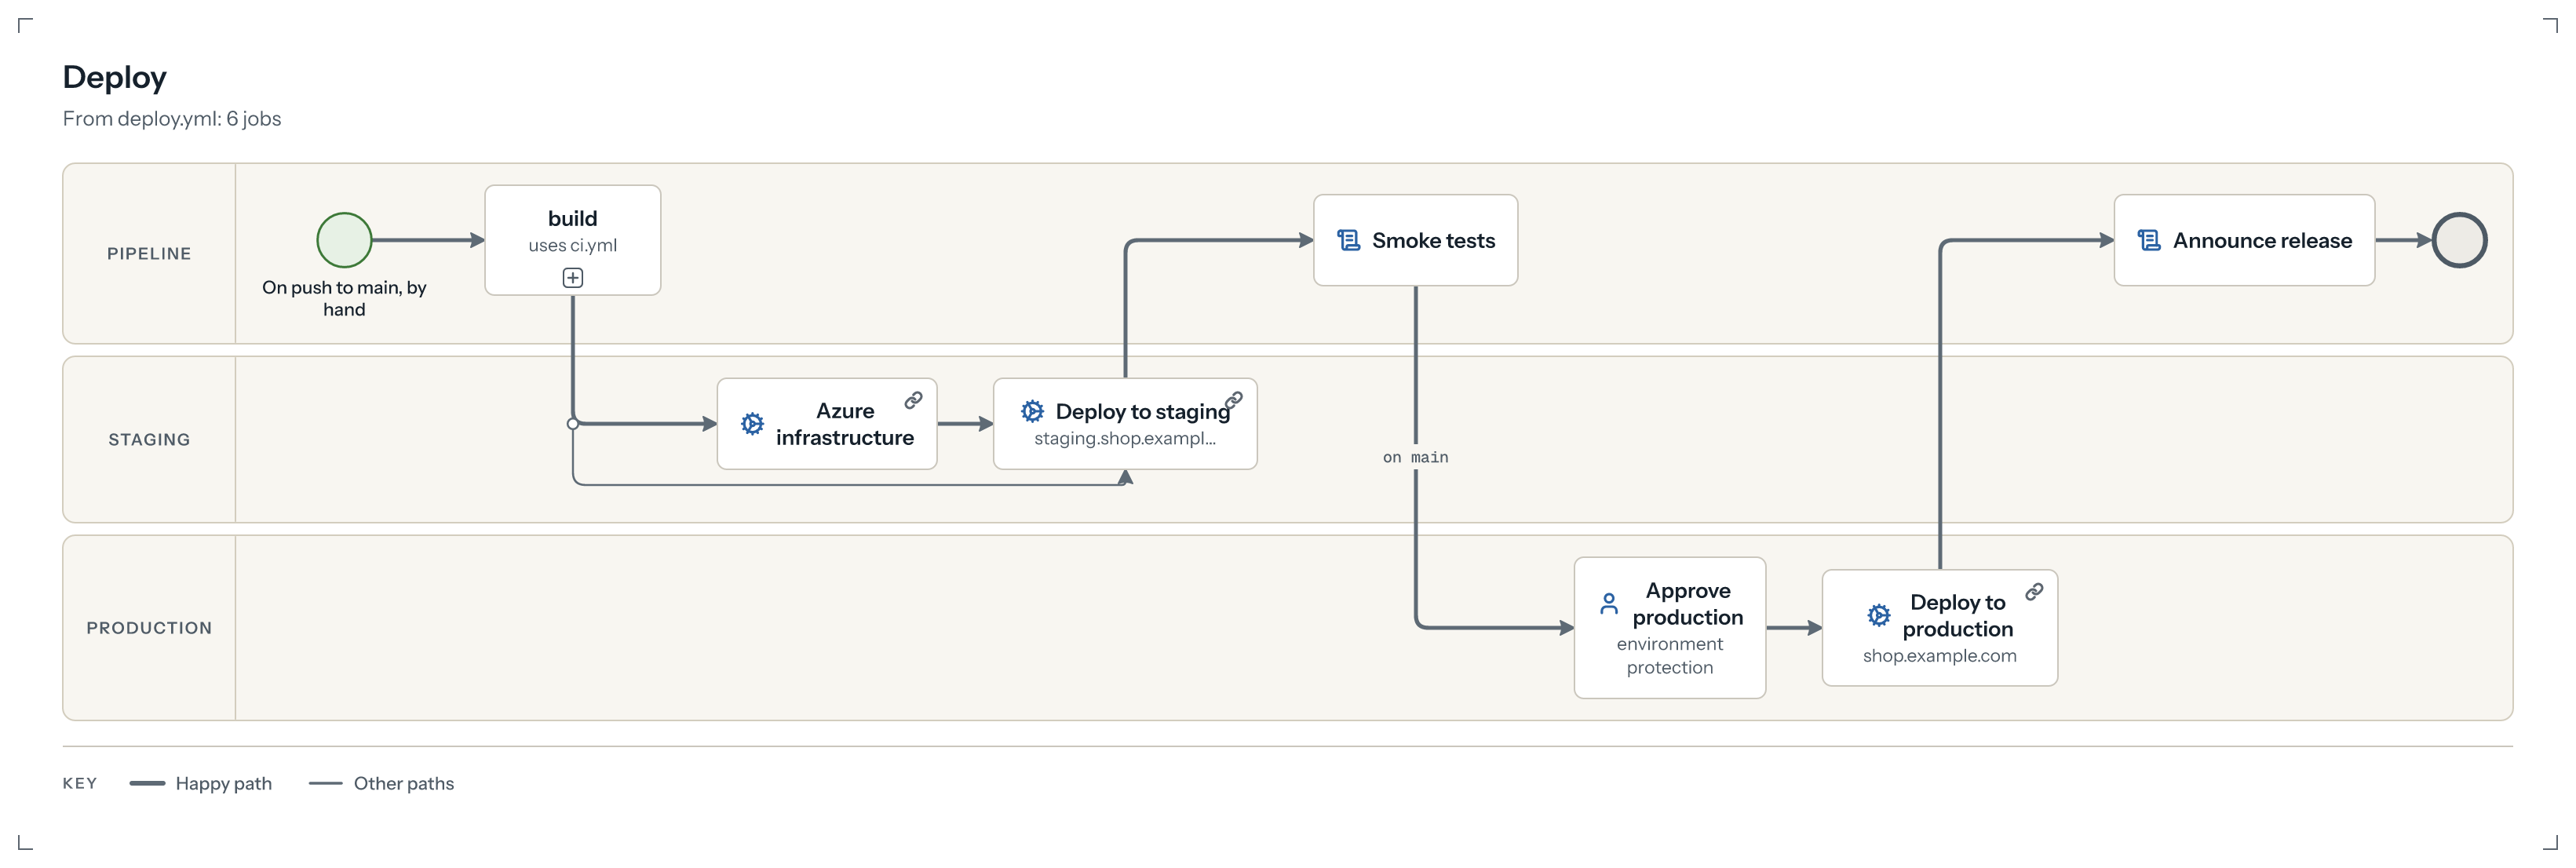 Deploy
From deploy.yml: 6 jobs
PIPELINE
On push to main, by
hand
build
uses ci.yml
Smoke tests
Announce release
STAGING
Azure
infrastructure
Deploy to staging
staging.shop.exampl...
on main
PRODUCTION
Approve
production
environment
protection
Deploy to
production
shop.example.com
KEY
Happy path
Other paths